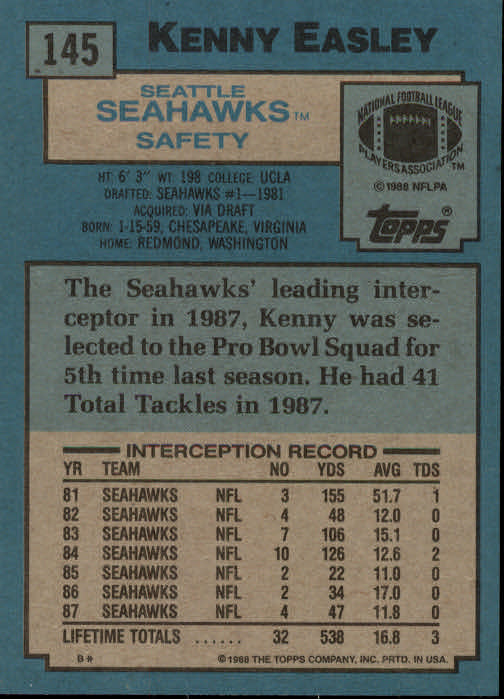 145
KENNY EASLEY
SEATTLE
SEAHAWKS™
SAFETY
NATIONAL FOOTBALL LEAGUE
PLAYERS ASSOCIATION™
© 1988 NFLPA
TOPPS®
HT: 6' 3" WT: 198 COLLEGE: UCLA
DRAFTED: SEAHAWKS #1—1981
ACQUIRED: VIA DRAFT
BORN: 1-15-59, CHESAPEAKE, VIRGINIA
HOME: REDMOND, WASHINGTON
The Seahawks' leading inter-
ceptor in 1987, Kenny was se-
lected to the Pro Bowl Squad for
5th time last season. He had 41
Total Tackles in 1987.
INTERCEPTION RECORD
YR TEAM NO YDS AVG TDS
81 SEAHAWKS NFL 3 155 51.7 1
82 SEAHAWKS NFL 4 48 12.0 0
83 SEAHAWKS NFL 7 106 15.1 0
84 SEAHAWKS NFL 10 126 12.6 2
85 SEAHAWKS NFL 2 22 11.0 0
86 SEAHAWKS NFL 2 34 17.0 0
87 SEAHAWKS NFL 4 47 11.8 0
LIFETIME TOTALS ...... 32 538 16.8 3
B* © 1988 THE TOPPS COMPANY, INC. PRTD. IN USA.